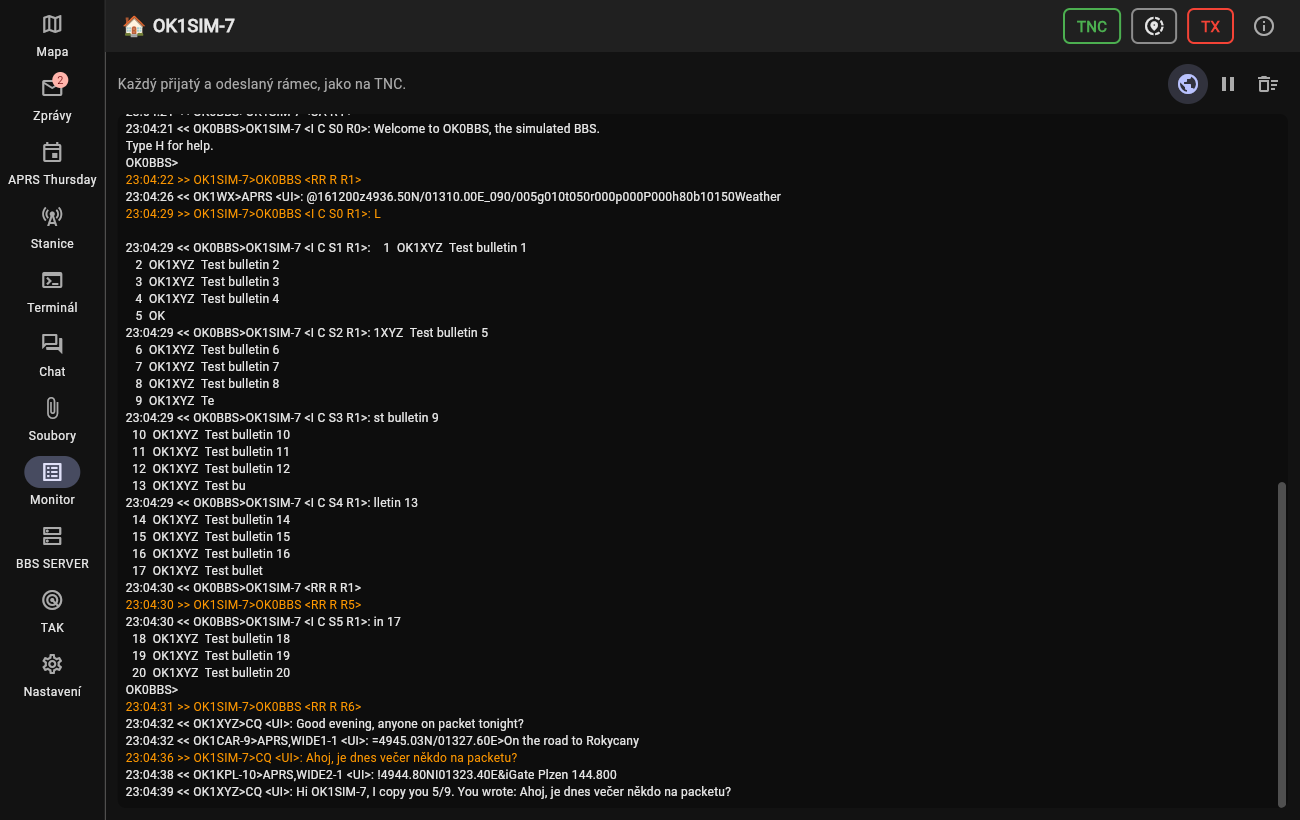 OK1SIM-7
TNC
TX
Mapa
2
Zprávy
APRS Thursday
Stanice
Terminál
Chat
Soubory
Monitor
BBS SERVER
TAK
Nastavení
Každý přijatý a odeslaný rámec, jako na TNC.
23:04:21 << OK0BBS>OK1SIM-7 <I C S0 R0>: Welcome to OK0BBS, the simulated BBS.
Type H for help.
OK0BBS>
23:04:22 >> OK1SIM-7>OK0BBS <RR R R1>
23:04:26 << OK1WX>APRS <UI>: @161200z4936.50N/01310.00E_090/005g010t050r000p000P000h80b10150Weather
23:04:29 >> OK1SIM-7>OK0BBS <I C S0 R1>: L
23:04:29 << OK0BBS>OK1SIM-7 <I C S1 R1>:    1  OK1XYZ  Test bulletin 1
2  OK1XYZ  Test bulletin 2
3  OK1XYZ  Test bulletin 3
4  OK1XYZ  Test bulletin 4
5  OK
23:04:29 << OK0BBS>OK1SIM-7 <I C S2 R1>: 1XYZ  Test bulletin 5
6  OK1XYZ  Test bulletin 6
7  OK1XYZ  Test bulletin 7
8  OK1XYZ  Test bulletin 8
9  OK1XYZ  Te
23:04:29 << OK0BBS>OK1SIM-7 <I C S3 R1>: st bulletin 9
10  OK1XYZ  Test bulletin 10
11  OK1XYZ  Test bulletin 11
12  OK1XYZ  Test bulletin 12
13  OK1XYZ  Test bu
23:04:29 << OK0BBS>OK1SIM-7 <I C S4 R1>: lletin 13
14  OK1XYZ  Test bulletin 14
15  OK1XYZ  Test bulletin 15
16  OK1XYZ  Test bulletin 16
17  OK1XYZ  Test bullet
23:04:30 << OK0BBS>OK1SIM-7 <RR R R1>
23:04:30 >> OK1SIM-7>OK0BBS <RR R R5>
23:04:30 << OK0BBS>OK1SIM-7 <I C S5 R1>: in 17
18  OK1XYZ  Test bulletin 18
19  OK1XYZ  Test bulletin 19
20  OK1XYZ  Test bulletin 20
OK0BBS>
23:04:31 >> OK1SIM-7>OK0BBS <RR R R6>
23:04:32 << OK1XYZ>CQ <UI>: Good evening, anyone on packet tonight?
23:04:32 << OK1CAR-9>APRS,WIDE1-1 <UI>: =4945.03N/01327.60E>On the road to Rokycany
23:04:36 >> OK1SIM-7>CQ <UI>: Ahoj, je dnes večer někdo na packetu?
23:04:38 << OK1KPL-10>APRS,WIDE2-1 <UI>: !4944.80NI01323.40E&iGate Plzen 144.800
23:04:39 << OK1XYZ>CQ <UI>: Hi OK1SIM-7, I copy you 5/9. You wrote: Ahoj, je dnes večer někdo na packetu?